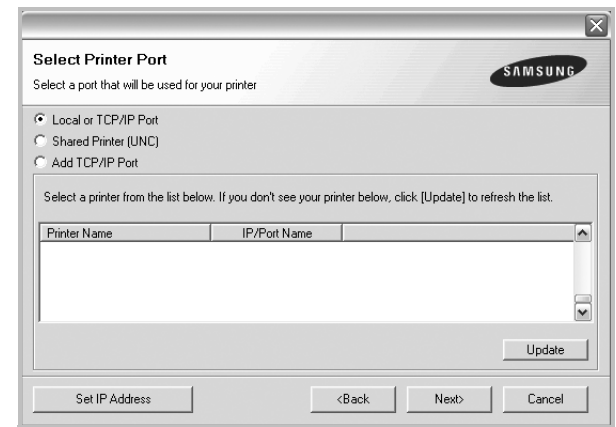 Select Printer Port
Select a port that will be used for your printer
SAMSUNG
Local or TCP/IP Port
Shared Printer (UNC)
Add TCP/IP Port
Select a printer from the list below. If you don't see your printer below, click [Update] to refresh the list.
Printer Name IP/Port Name
Update
Set IP Address <Back Next> Cancel